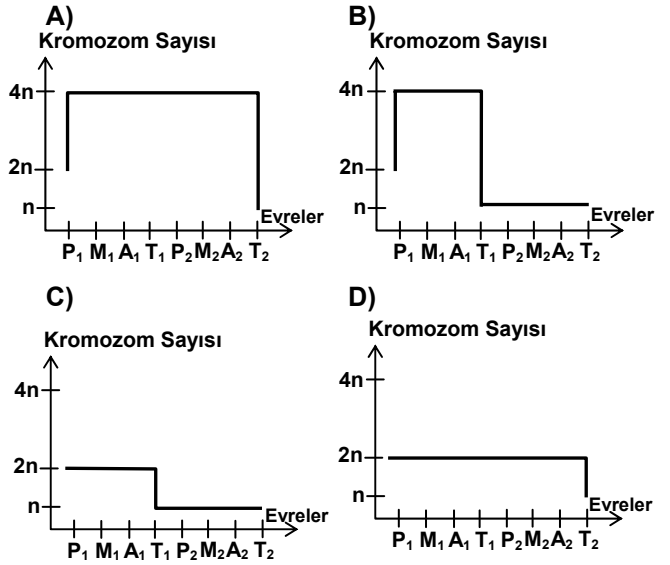 A)
Kromozom Sayısı
4n
2n
n
Evreler
P₁ M₁ A₁ T₁ P₂ M₂ A₂ T₂
B)
Kromozom Sayısı
4n
2n
n
Evreler
P₁ M₁ A₁ T₁ P₂ M₂ A₂ T₂
C)
Kromozom Sayısı
4n
2n
n
Evreler
P₁ M₁ A₁ T₁ P₂ M₂ A₂ T₂
D)
Kromozom Sayısı
4n
2n
n
Evreler
P₁ M₁ A₁ T₁ P₂ M₂ A₂ T₂